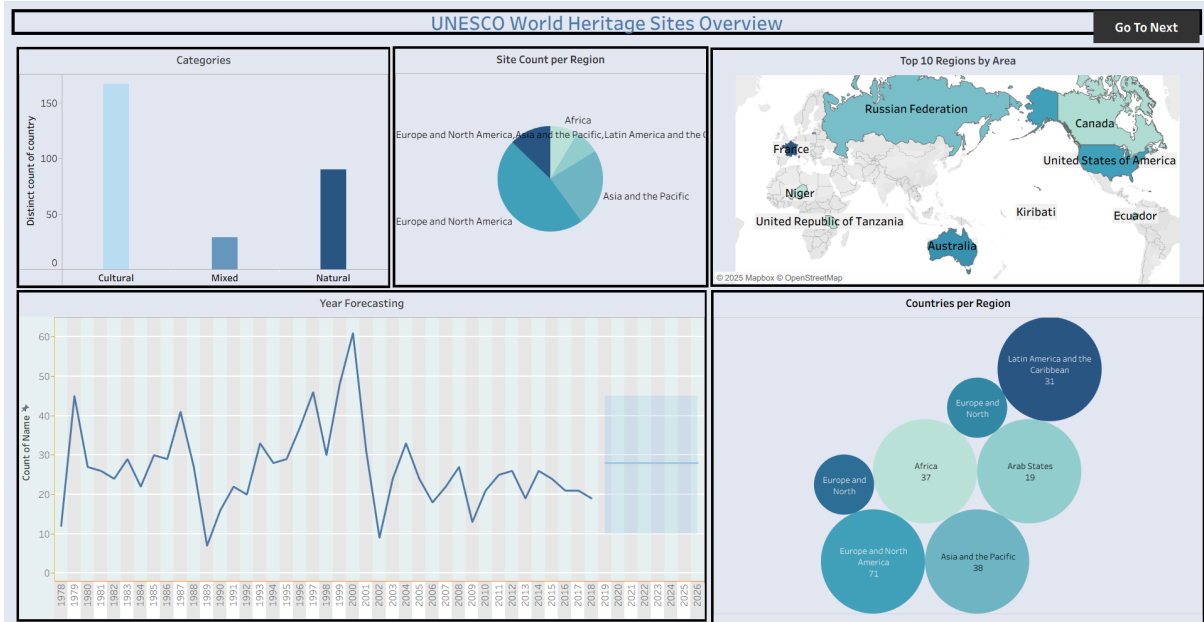 UNESCO World Heritage Sites Overview
Go To Next
Categories
Distinct count of country
150
100
50
0
Cultural
Mixed
Natural
Site Count per Region
Africa
Europe and North America,Asia and the Pacific,Latin America and the
Asia and the Pacific
Europe and North America
Top 10 Regions by Area
Russian Federation
Canada
France
United States of America
Niger
Kiribati
Ecuador
United Republic of Tanzania
Australia
© 2025 Mapbox © OpenStreetMap
Year Forecasting
Count of Name
60
50
40
30
20
10
0
1978
1979
1980
1981
1982
1983
1984
1985
1986
1987
1988
1989
1990
1991
1992
1993
1994
1995
1996
1997
1998
1999
2000
2001
2002
2003
2004
2005
2006
2007
2008
2009
2010
2011
2012
2013
2014
2015
2016
2017
2018
2019
2020
2021
2022
2023
2024
2025
2026
Countries per Region
Latin America and the
Caribbean
31
Europe and
North
Africa
37
Arab States
19
Europe and
North
Europe and North
America
71
Asia and the Pacific
38